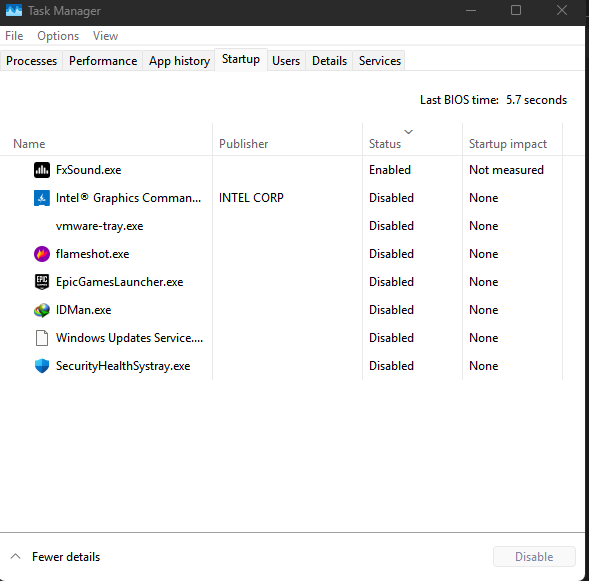 Task Manager
File Options View
Processes Performance App history Startup Users Details Services
Last BIOS time: 5.7 seconds
Name Publisher Status Startup impact
FxSound.exe Enabled Not measured
Intel® Graphics Comman... INTEL CORP Disabled None
vmware-tray.exe Disabled None
flameshot.exe Disabled None
EPIC EpicGamesLauncher.exe Disabled None
IDMan.exe Disabled None
Windows Updates Service.... Disabled None
SecurityHealthSystray.exe Disabled None
Fewer details Disable